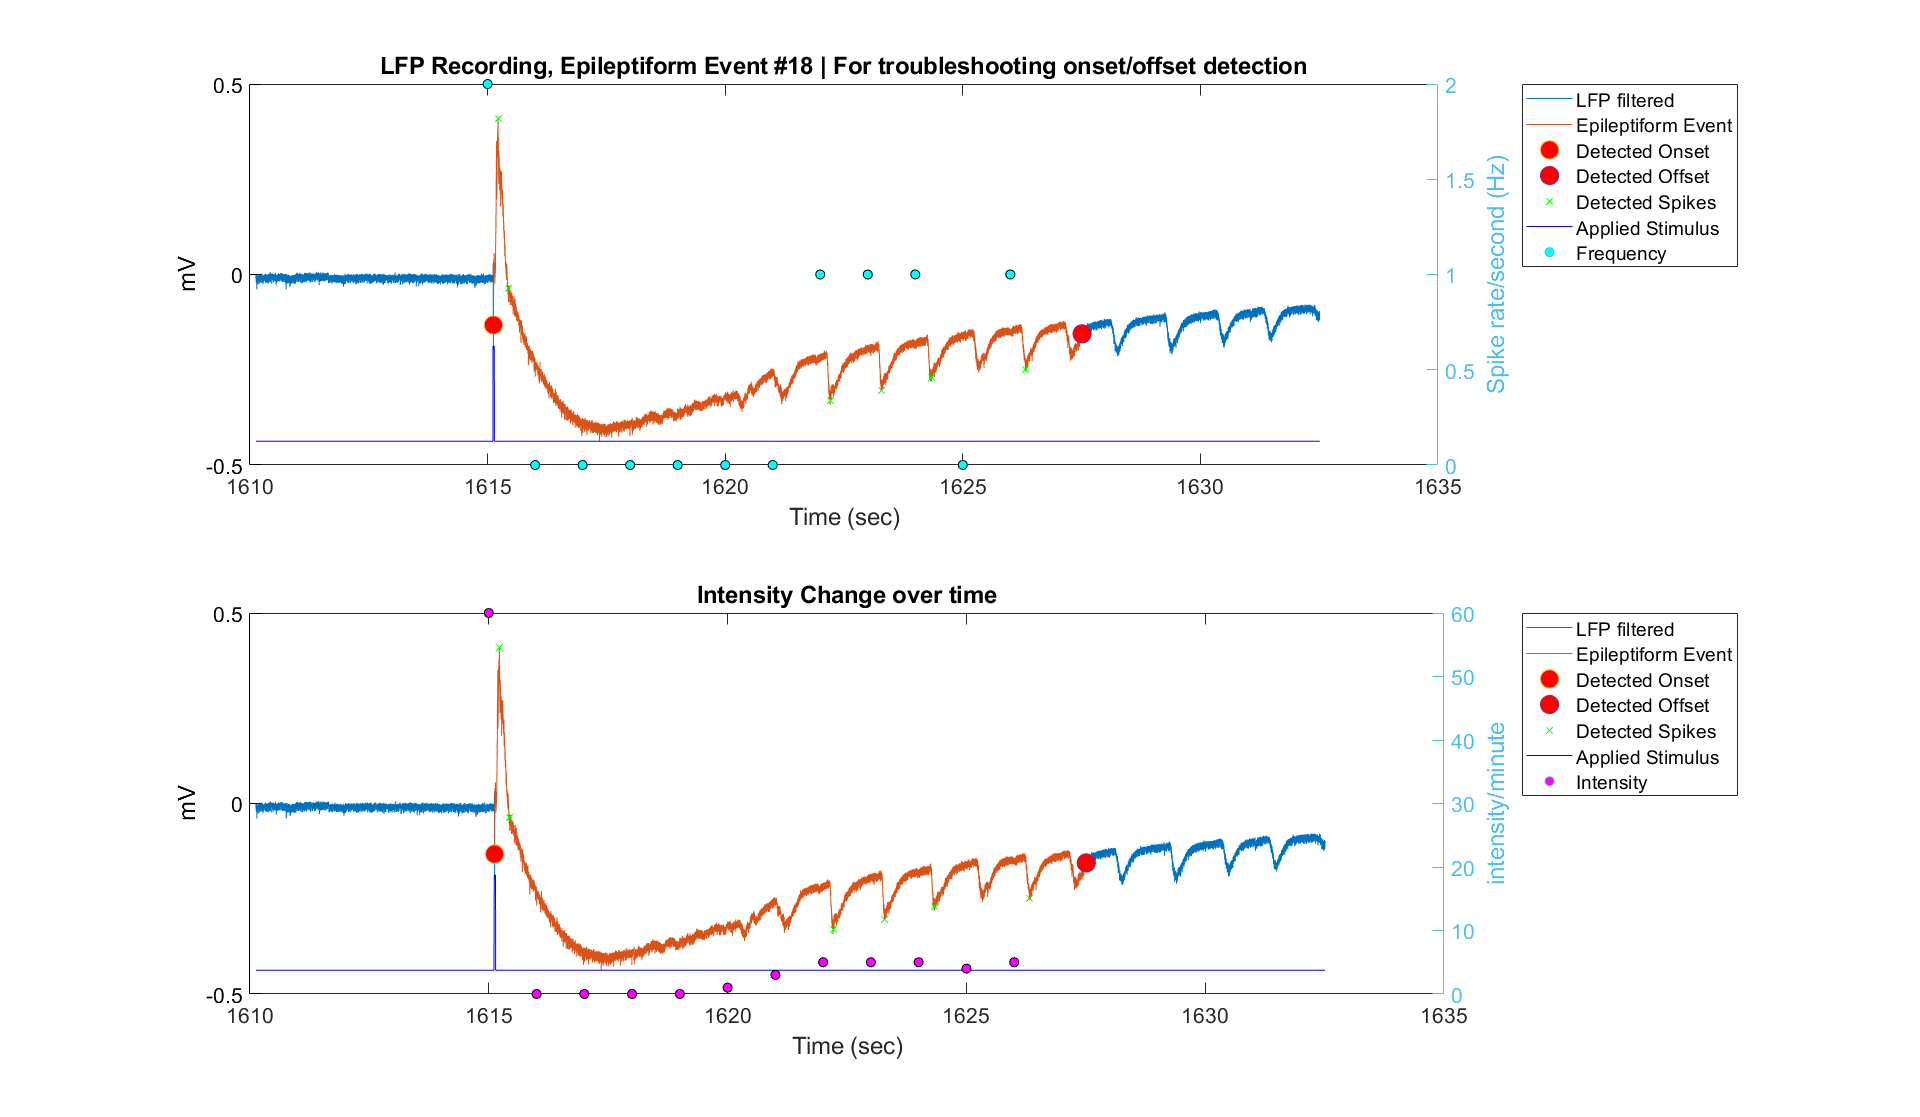 LFP Recording, Epileptiform Event #18 | For troubleshooting onset/offset detection
0.5
0
-0.5
mV
1610
1615
1620
1625
1630
1635
Time (sec)
2
1.5
1
0.5
0
Spike rate/second (Hz)
LFP filtered
Epileptiform Event
Detected Onset
Detected Offset
Detected Spikes
Applied Stimulus
Frequency
Intensity Change over time
0.5
0
-0.5
mV
1610
1615
1620
1625
1630
1635
Time (sec)
60
50
40
30
20
10
0
intensity/minute
LFP filtered
Epileptiform Event
Detected Onset
Detected Offset
Detected Spikes
Applied Stimulus
Intensity